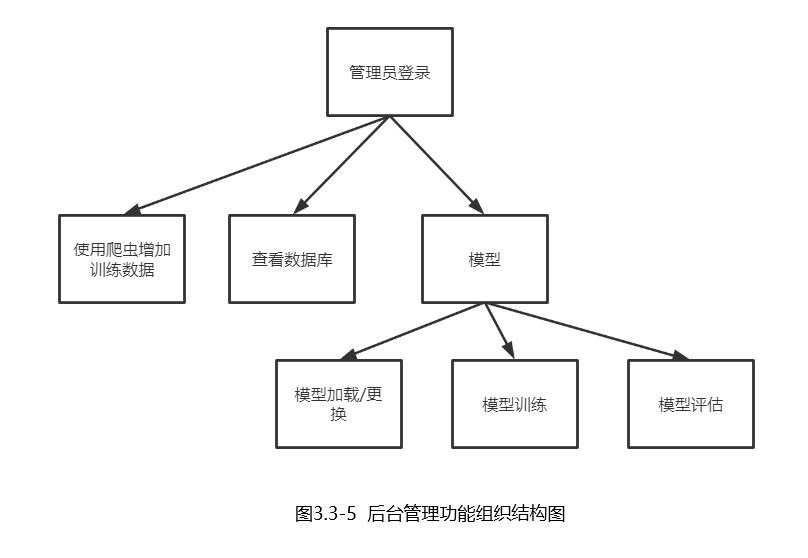 管理员登录
使用爬虫增加
训练数据
查看数据库
模型
模型加载/更
换
模型训练
模型评估
图3.3-5 后台管理功能组织结构图